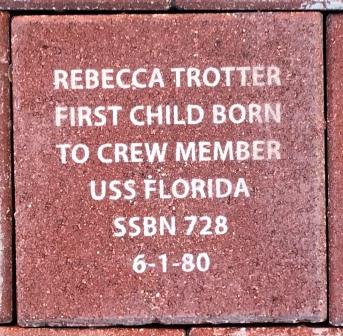 REBECCA TROTTER
FIRST CHILD BORN
TO CREW MEMBER
USS FLORIDA
SSBN 728
6-1-80